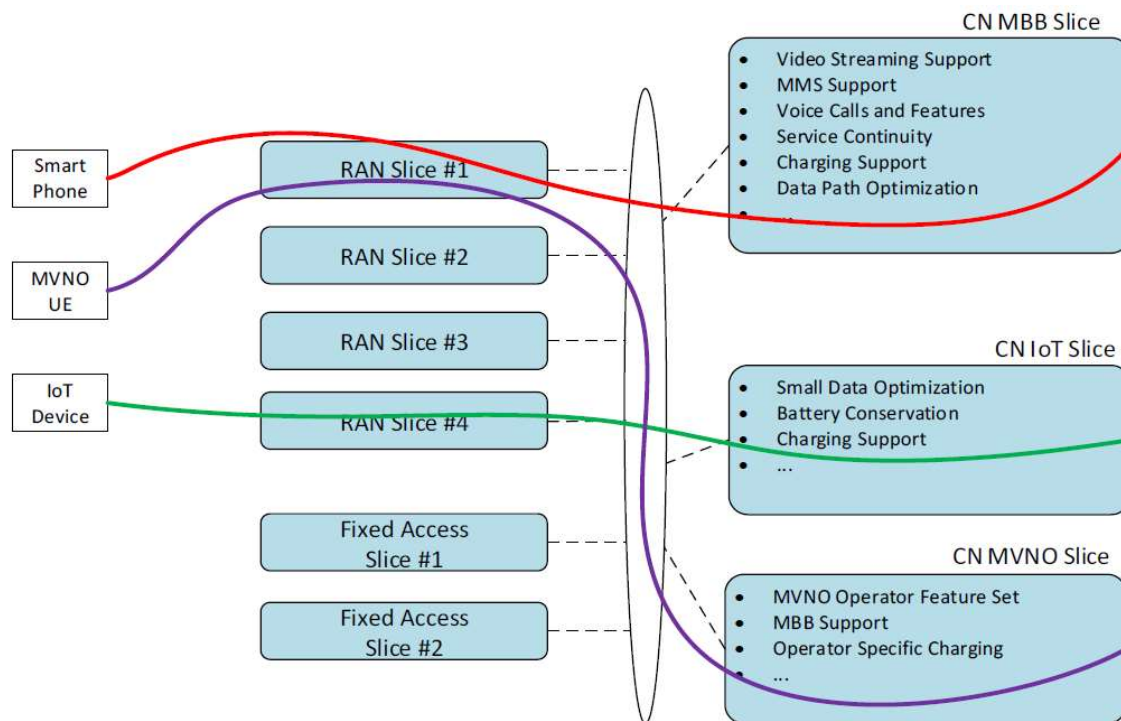 CN MBB Slice
• Video Streaming Support
• MMS Support
• Voice Calls and Features
• Service Continuity
• Charging Support
• Data Path Optimization
• ...
Smart
Phone
MVNO
UE
IoT
Device
RAN Slice #1
RAN Slice #2
RAN Slice #3
RAN Slice #4
Fixed Access
Slice #1
Fixed Access
Slice #2
CN IoT Slice
• Small Data Optimization
• Battery Conservation
• Charging Support
• ...
CN MVNO Slice
• MVNO Operator Feature Set
• MBB Support
• Operator Specific Charging
• ...